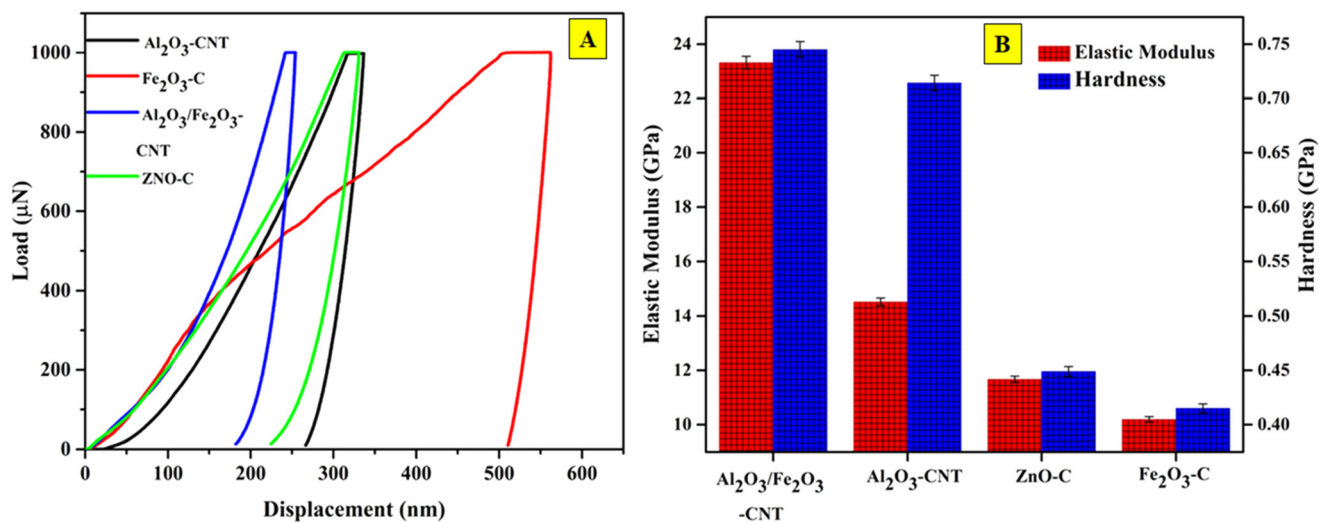 A
Al₂O₃-CNT
Fe₂O₃-C
Al₂O₃/Fe₂O₃-
CNT
ZNO-C
1000
800
600
400
200
0
Load (μN)
0 100 200 300 400 500 600
Displacement (nm)
B
Elastic Modulus
Hardness
24
22
20
18
16
14
12
10
Elastic Modulus (GPa)
0.75
0.70
0.65
0.60
0.55
0.50
0.45
0.40
Hardness (GPa)
Al₂O₃/Fe₂O₃ Al₂O₃-CNT ZnO-C Fe₂O₃-C
-CNT